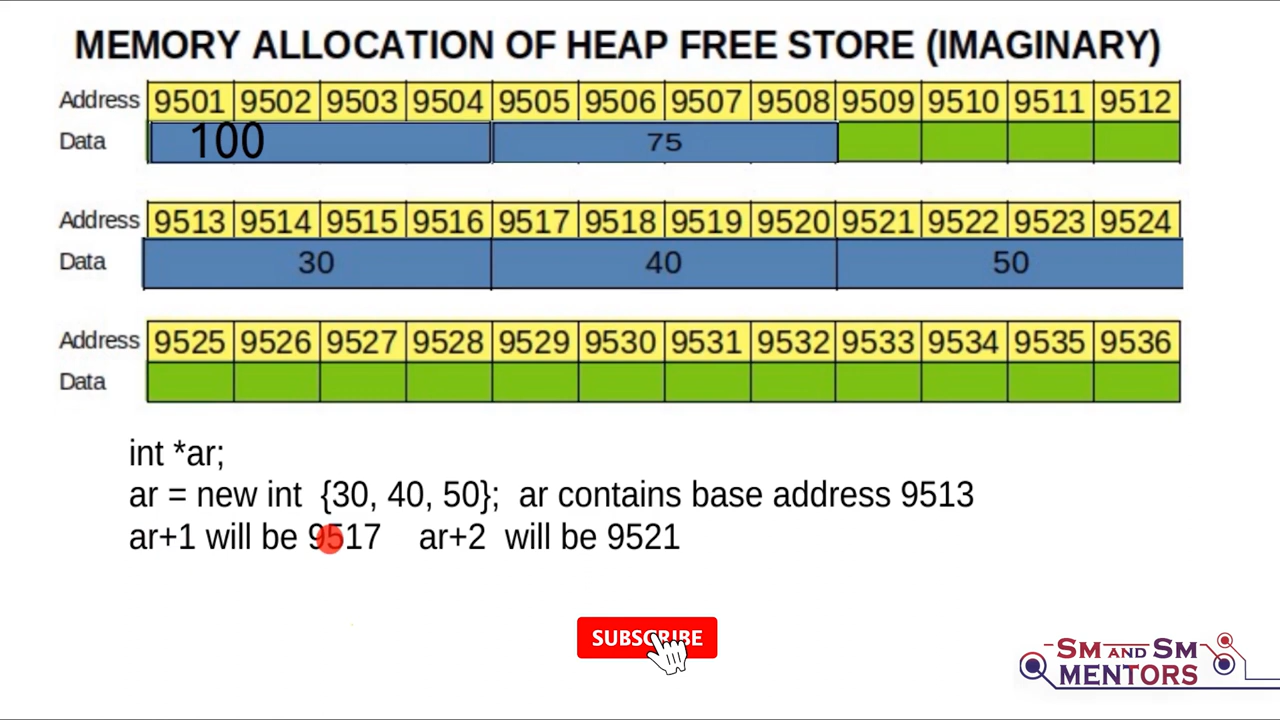 MEMORY ALLOCATION OF HEAP FREE STORE (IMAGINARY)
Address 9501 9502 9503 9504 9505 9506 9507 9508 9509 9510 9511 9512
Data 100 75
Address 9513 9514 9515 9516 9517 9518 9519 9520 9521 9522 9523 9524
Data 30 40 50
Address 9525 9526 9527 9528 9529 9530 9531 9532 9533 9534 9535 9536
Data
int *ar;
ar = new int {30, 40, 50}; ar contains base address 9513
ar+1 will be 9517 ar+2 will be 9521
SUBSCRIBE
SM AND SM
MENTORS